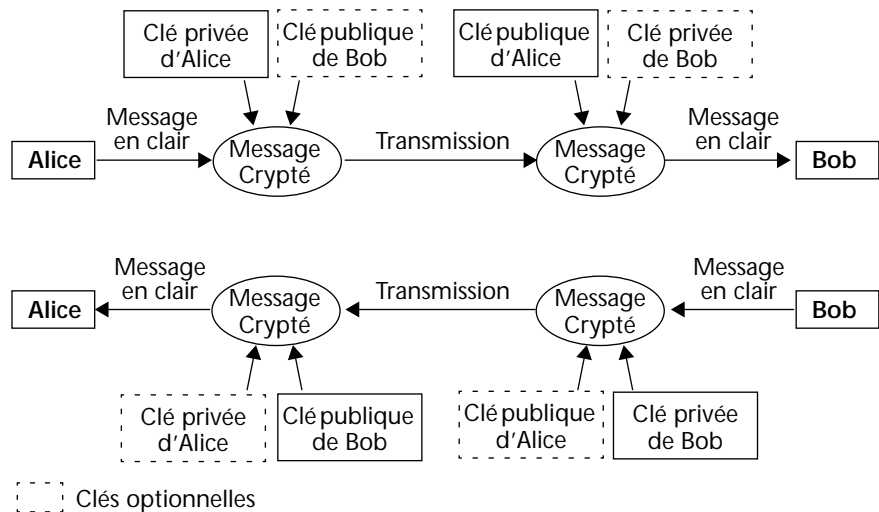 Clé privée
d'Alice
Clé publique
de Bob
Clé publique
d'Alice
Clé privée
de Bob
Alice
Message
en clair
Message
Crypté
Transmission
Message
Crypté
Message
en clair
Bob
Alice
Message
en clair
Message
Crypté
Transmission
Message
Crypté
Message
en clair
Bob
Clé privée
d'Alice
Clé publique
de Bob
Clé publique
d'Alice
Clé privée
de Bob
Clés optionnelles